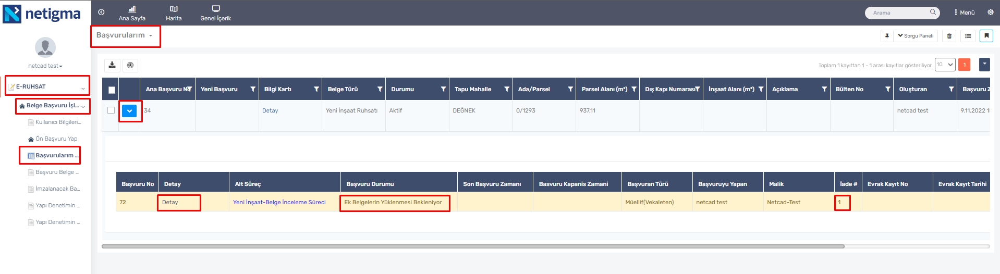 netigma
Ana Sayfa
Harita
Genel İçerik
Arama
Menü
Başvurularım
Sorgu Paneli
netcad test
E-RUHSAT
Belge Başvuru İşl...
Kullanıcı Bilgileri...
Ön Başvuru Yap
Başvurularım ...
Başvuru Belge ...
İmzalanacak Ba...
Yapı Denetimin ...
Yapı Denetimin ...
Toplam 1 kayıttan 1 - 1 arası kayıtlar gösteriliyor. 10 1
Ana Başvuru No Yeni Başvuru Bilgi Kartı Belge Türü Durumu Tapu Mahalle Ada/Parsel Parsel Alanı (m²) Dış Kapı Numarası İnşaat Alanı (m²) Açıklama Bülten No Oluşturan Başvuru Z
34 Detay Yeni İnşaat Ruhsatı Aktif DEĞNEK 0/1293 937,11 netcad test 9.11.2022 15
Başvuru No Detay Alt Süreç Başvuru Durumu Son Başvuru Zamanı Basvuru Kapanis Zamani Başvuran Türü Başvuruyu Yapan Malik İade # Evrak Kayıt No Evrak Kayıt Tarihi
72 Detay Yeni İnşaat-Belge İnceleme Süreci Ek Belgelerin Yüklenmesi Bekleniyor Müellif(Vekaleten) netcad test Netcad-Test 1